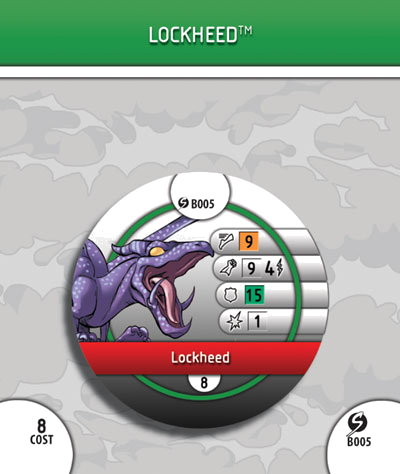 LOCKHEED™
B005
9
9 4
15
1
Lockheed
8
8
COST
B005